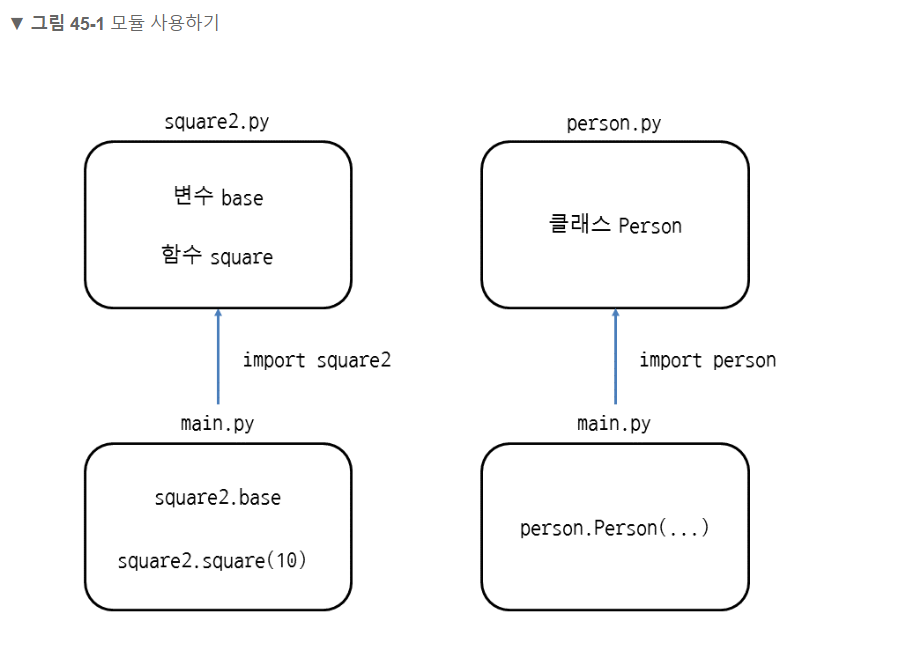 ▼ 그림 45-1 모듈 사용하기
square2.py
변수 base
함수 square
import square2
main.py
square2.base
square2.square(10)
person.py
클래스 Person
import person
main.py
person.Person(...)